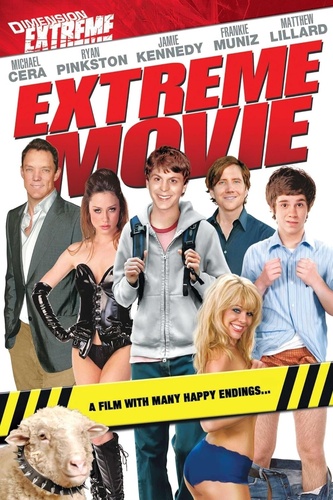 DIMENSION
EXTREME
MICHAEL CERA
RYAN PINKSTON
JAMIE KENNEDY
FRANKIE MUNIZ
MATTHEW LILLARD
EXTREME
MOVIE
A FILM WITH MANY HAPPY ENDINGS...